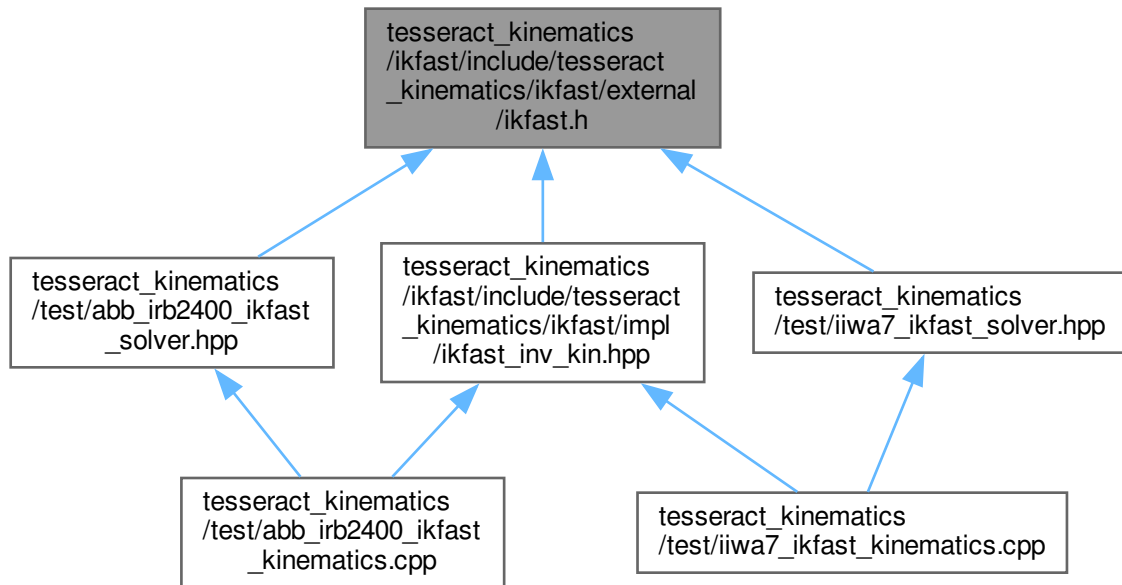 tesseract_kinematics
/ikfast/include/tesseract
_kinematics/ikfast/external
/ikfast.h
tesseract_kinematics
/test/abb_irb2400_ikfast
_solver.hpp
tesseract_kinematics
/ikfast/include/tesseract
_kinematics/ikfast/impl
/ikfast_inv_kin.hpp
tesseract_kinematics
/test/iiwa7_ikfast_solver.hpp
tesseract_kinematics
/test/abb_irb2400_ikfast
_kinematics.cpp
tesseract_kinematics
/test/iiwa7_ikfast_kinematics.cpp